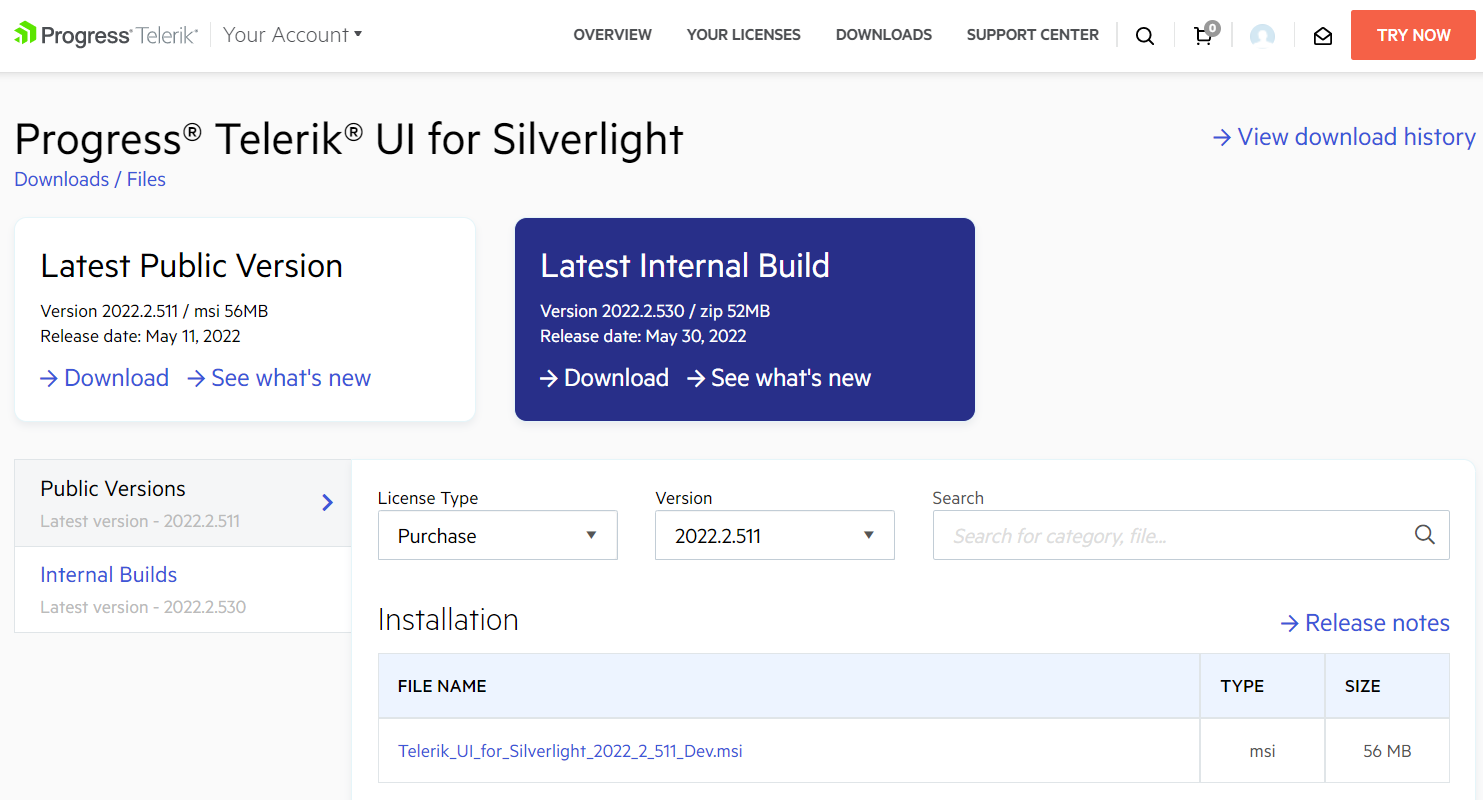 Progress® Telerik® Your Account OVERVIEW YOUR LICENSES DOWNLOADS SUPPORT CENTER 0 TRY NOW
Progress® Telerik® UI for Silverlight
View download history
Downloads / Files
Latest Public Version
Version 2022.2.511 / msi 56MB
Release date: May 11, 2022
Download See what's new
Latest Internal Build
Version 2022.2.530 / zip 52MB
Release date: May 30, 2022
Download See what's new
Public Versions
Latest version - 2022.2.511
Internal Builds
Latest version - 2022.2.530
License Type Version Search
Purchase 2022.2.511 Search for category, file...
Installation
Release notes
FILE NAME TYPE SIZE
Telerik_UI_for_Silverlight_2022_2_511_Dev.msi msi 56 MB